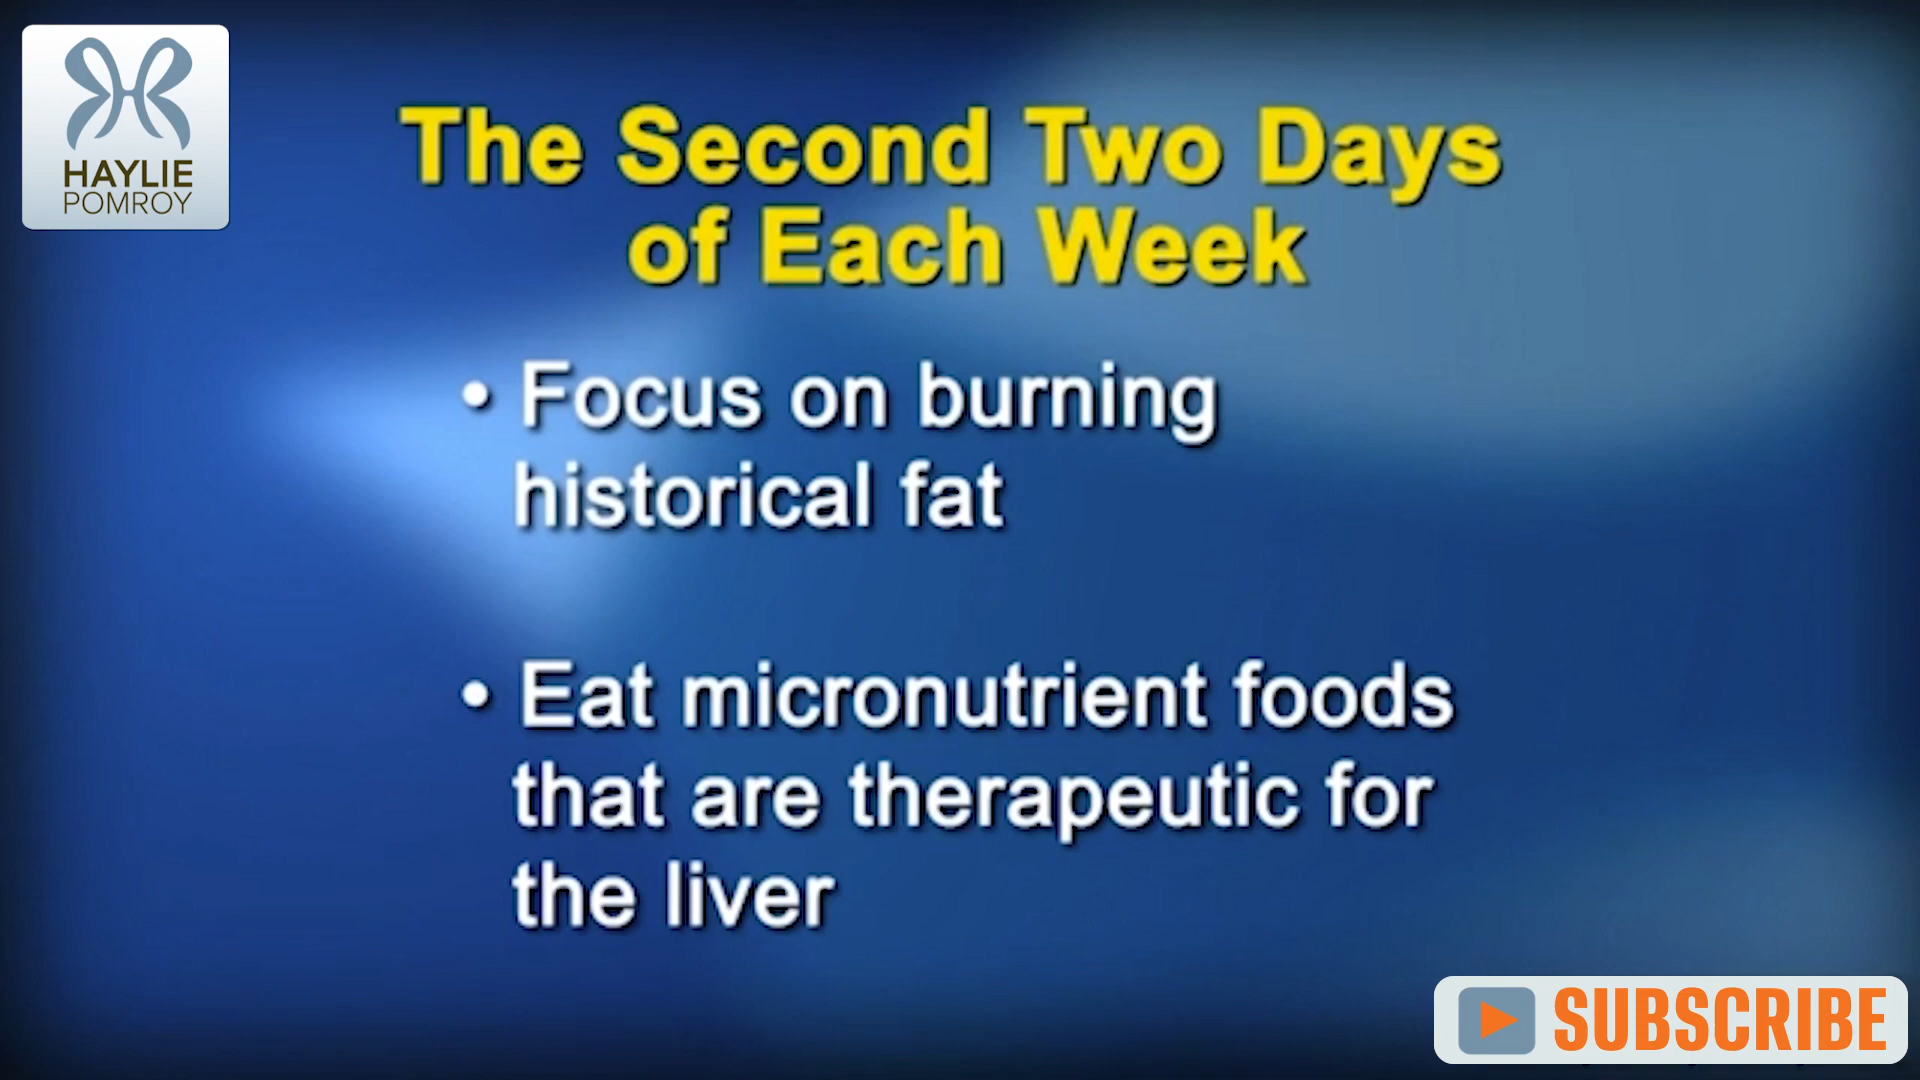 HAYLIE
POMROY
The Second Two Days
of Each Week
• Focus on burning
historical fat
• Eat micronutrient foods
that are therapeutic for
the liver
SUBSCRIBE